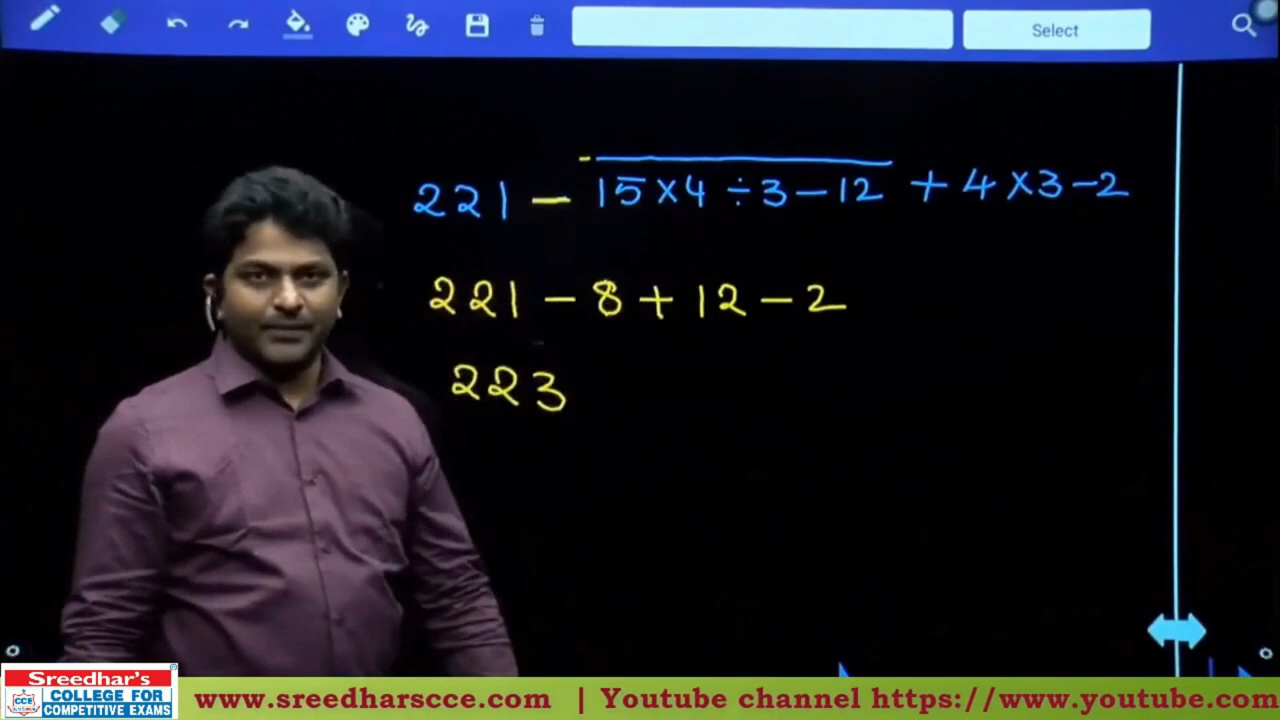 Select
221 - 15×4÷3-12 + 4×3-2
221 - 8 + 12 - 2
223
Sreedhar's
CCE
COLLEGE FOR
COMPETITIVE EXAMS
www.sreedharscce.com | Youtube channel https://www.youtube.com